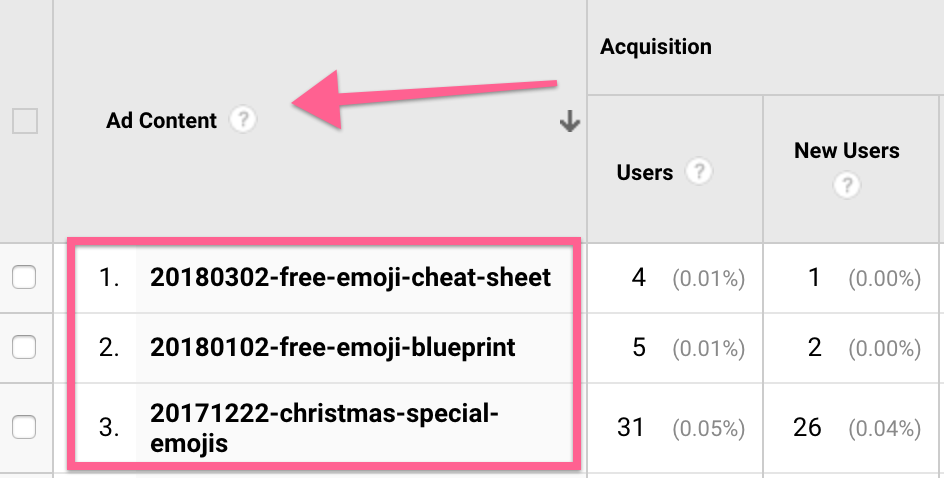 Acquisition
Ad Content ?
Users ?
New Users
?
1. 20180302-free-emoji-cheat-sheet 4 (0.01%) 1 (0.00%)
2. 20180102-free-emoji-blueprint 5 (0.01%) 2 (0.00%)
3. 20171222-christmas-special-
emojis 31 (0.05%) 26 (0.04%)